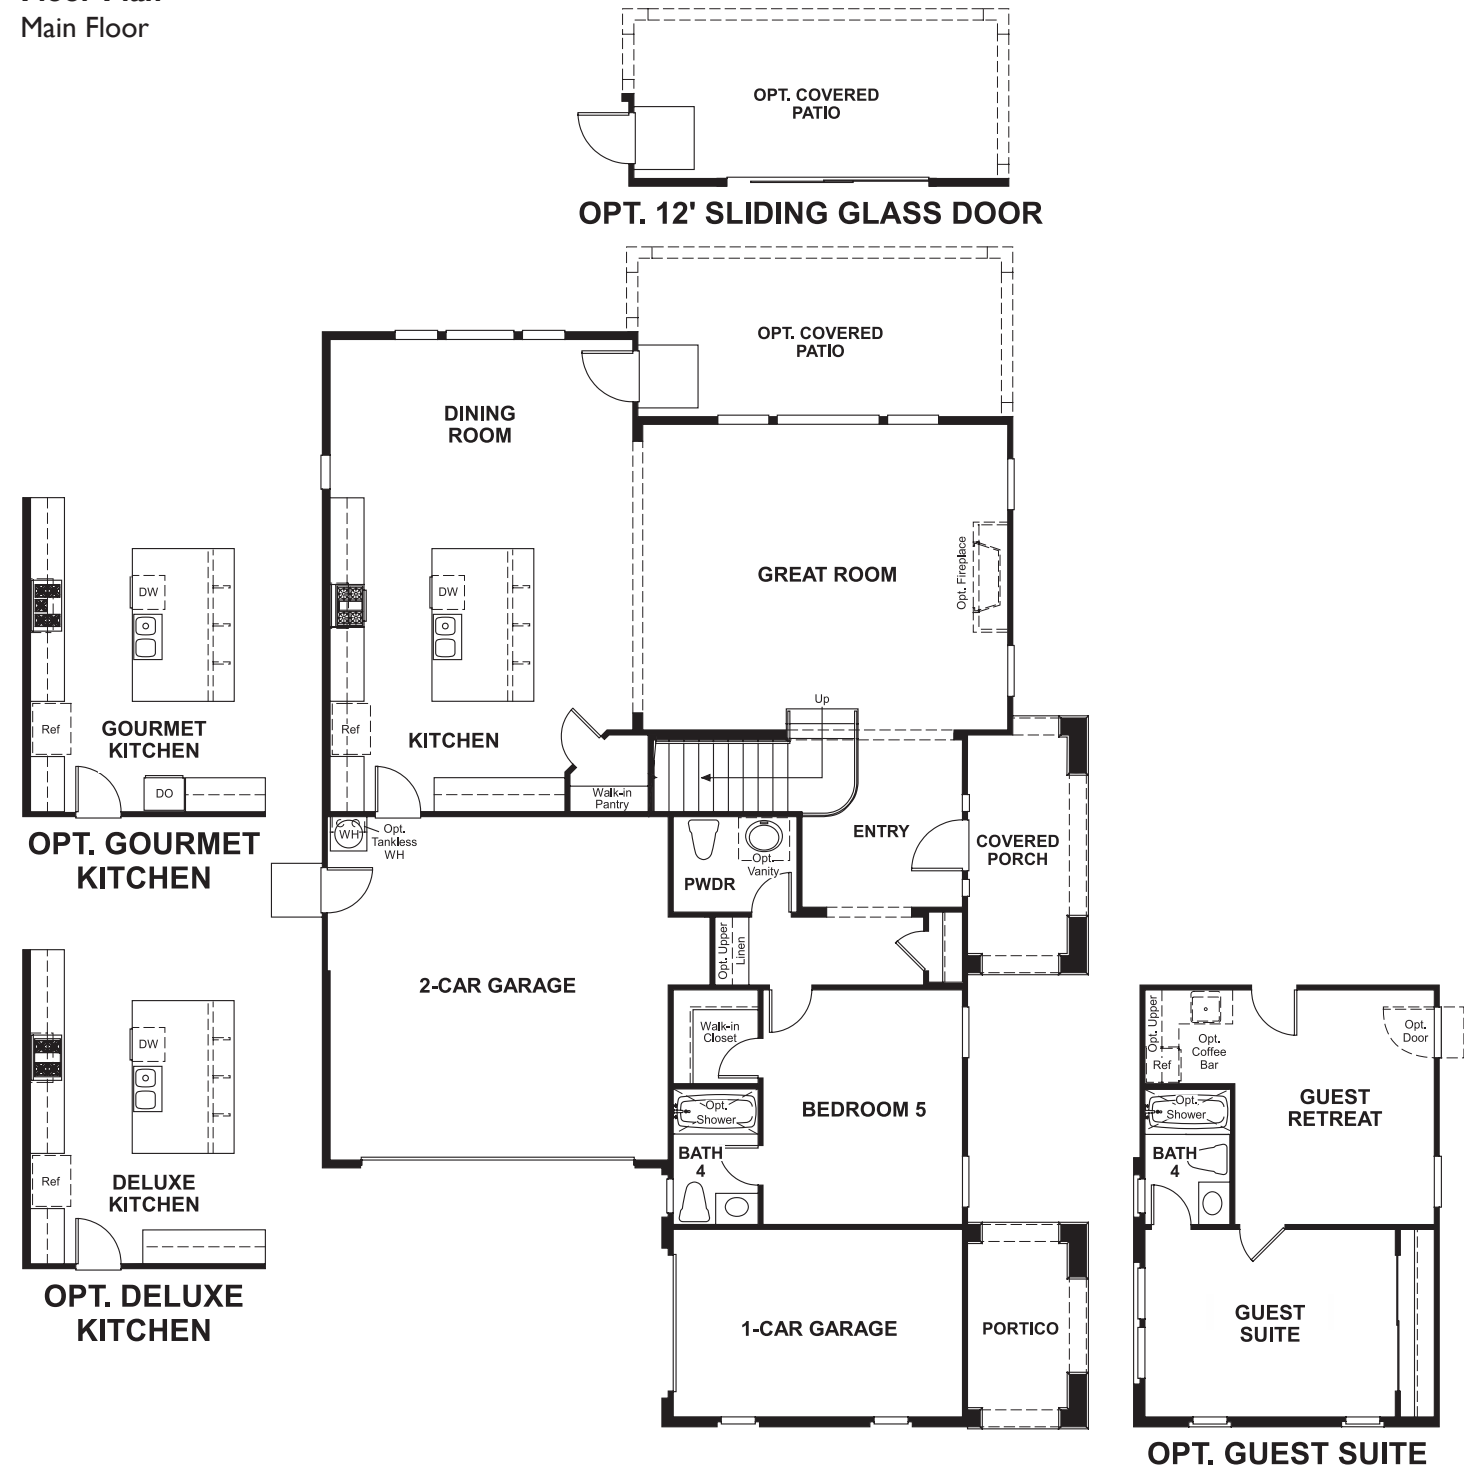 Main Floor
OPT. COVERED
PATIO
OPT. 12' SLIDING GLASS DOOR
OPT. COVERED
PATIO
DINING
ROOM
GREAT ROOM
Opt. Fireplace
DW
Ref
KITCHEN
Walk-in
Pantry
Up
DW
Ref
GOURMET
KITCHEN
DO
OPT. GOURMET
KITCHEN
WH
Opt.
Tankless
WH
PWDR
Opt.
Vanity
ENTRY
COVERED
PORCH
Opt. Upper
Linen
2-CAR GARAGE
Walk-in
Closet
Opt.
Shower
BEDROOM 5
BATH
4
1-CAR GARAGE
PORTICO
DW
Ref
DELUXE
KITCHEN
OPT. DELUXE
KITCHEN
Opt. Upper
Ref
Opt.
Coffee
Bar
Opt.
Door
Opt.
Shower
GUEST
RETREAT
BATH
4
GUEST
SUITE
OPT. GUEST SUITE